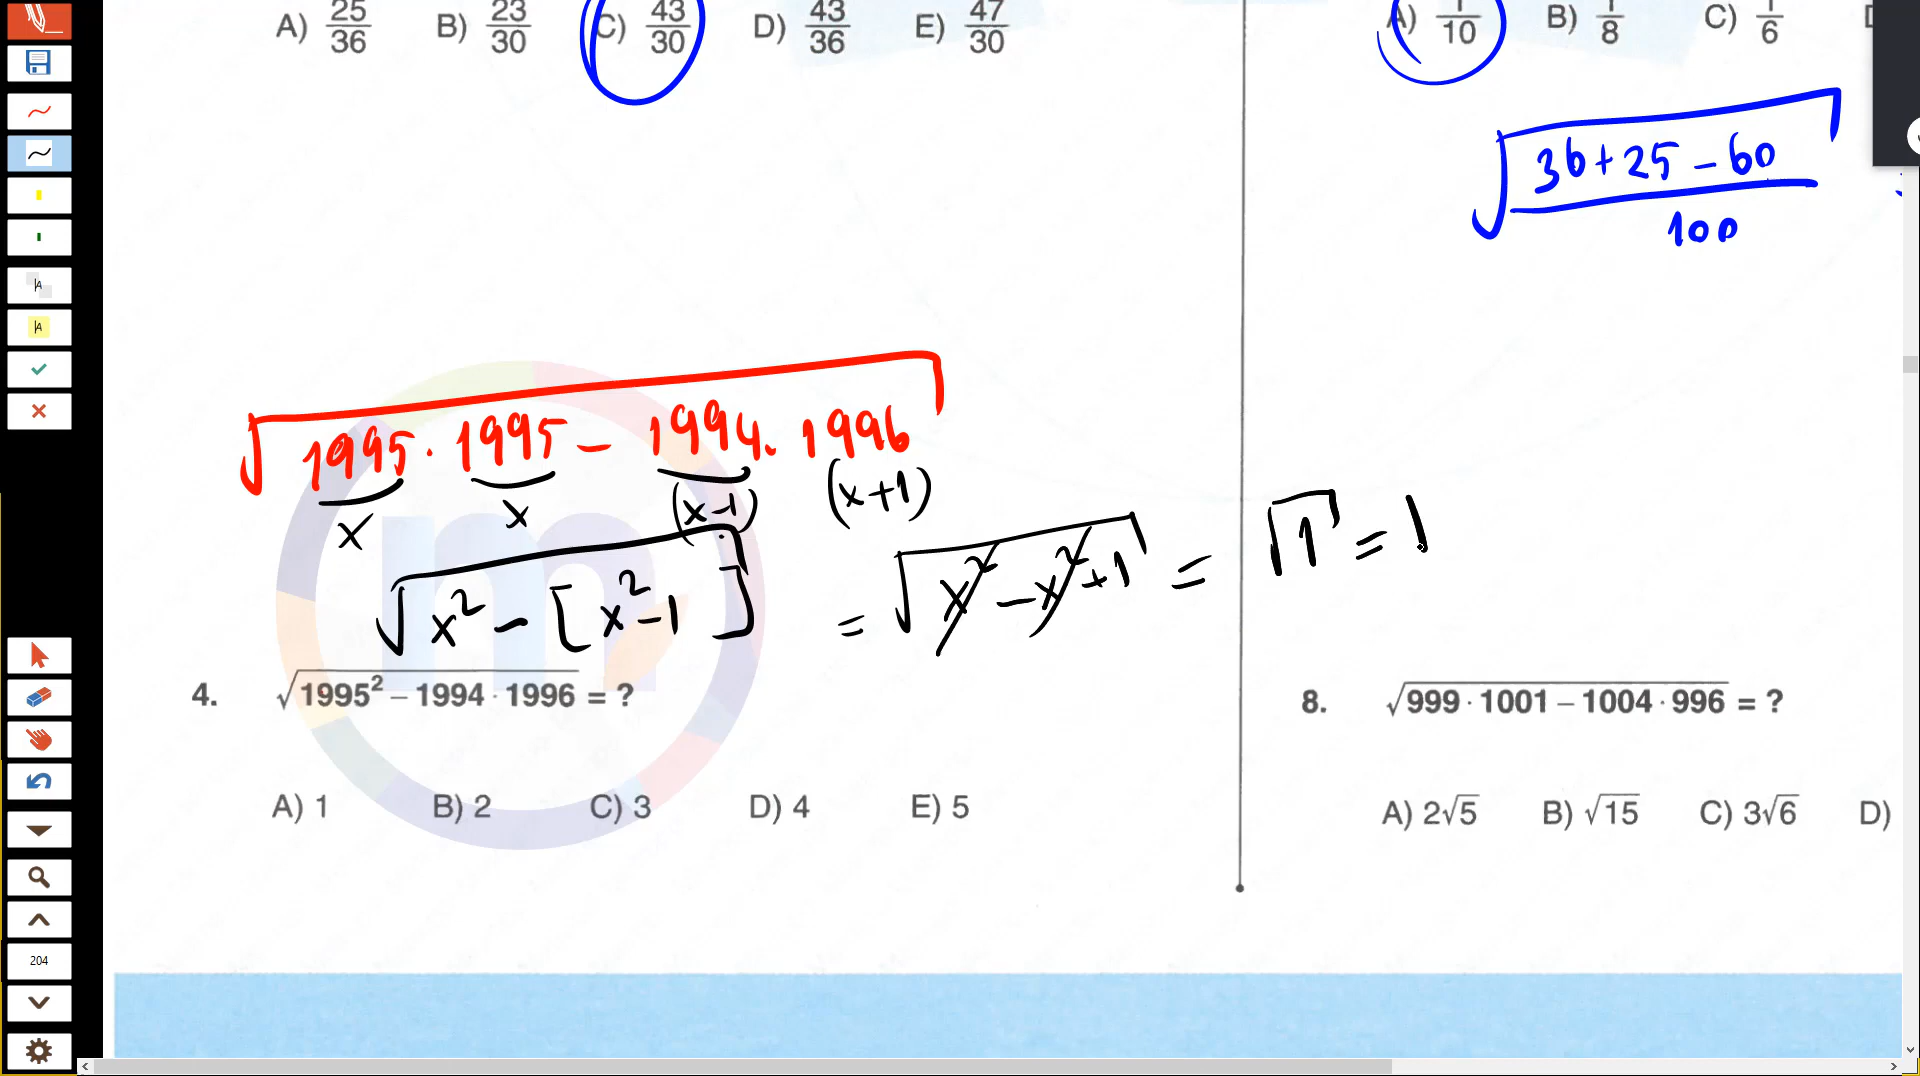 A) 25/36 B) 23/30 C) 43/30 D) 43/36 E) 47/30
A) 1/10 B) 1/8 C) 1/6
√(36+25-60)/100
√1995·1995-1994.1996
x x (x-1) (x+1)
√x²-[x²-1] = √x²-x²+1 = √1 = 1
4. √1995² – 1994 · 1996 = ?
A) 1 B) 2 C) 3 D) 4 E) 5
8. √999 · 1001 – 1004 · 996 = ?
A) 2√5 B) √15 C) 3√6 D)
204